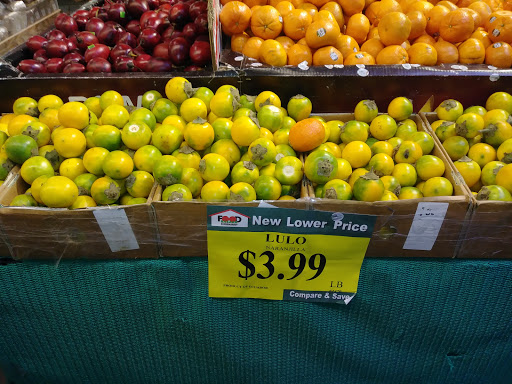 FOOD
New Lower Price
LULO
NARANJILLA
$3.99
LB
Compare & Save